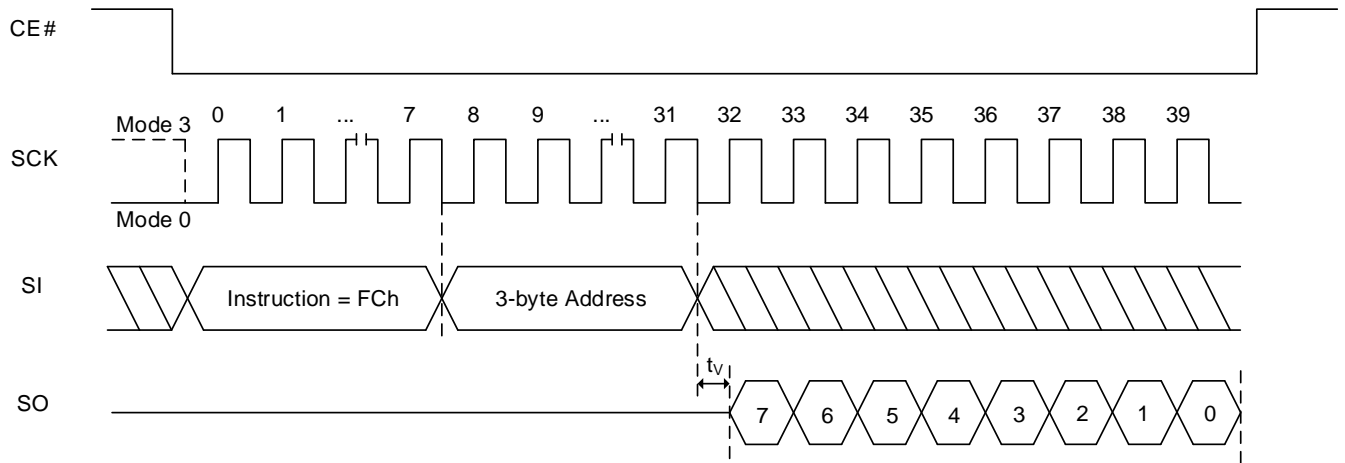 CE#
Mode 3 0 1 ... 7 8 9 ... 31 32 33 34 35 36 37 38 39
SCK
Mode 0
SI Instruction = FCh 3-byte Address
tV
SO 7 6 5 4 3 2 1 0